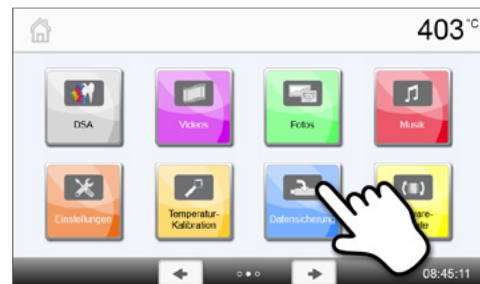 403 °C
DSA
Videos
Fotos
Musik
Einstellungen
Temperatur-
Kalibration
Datensicherung
08:45:11